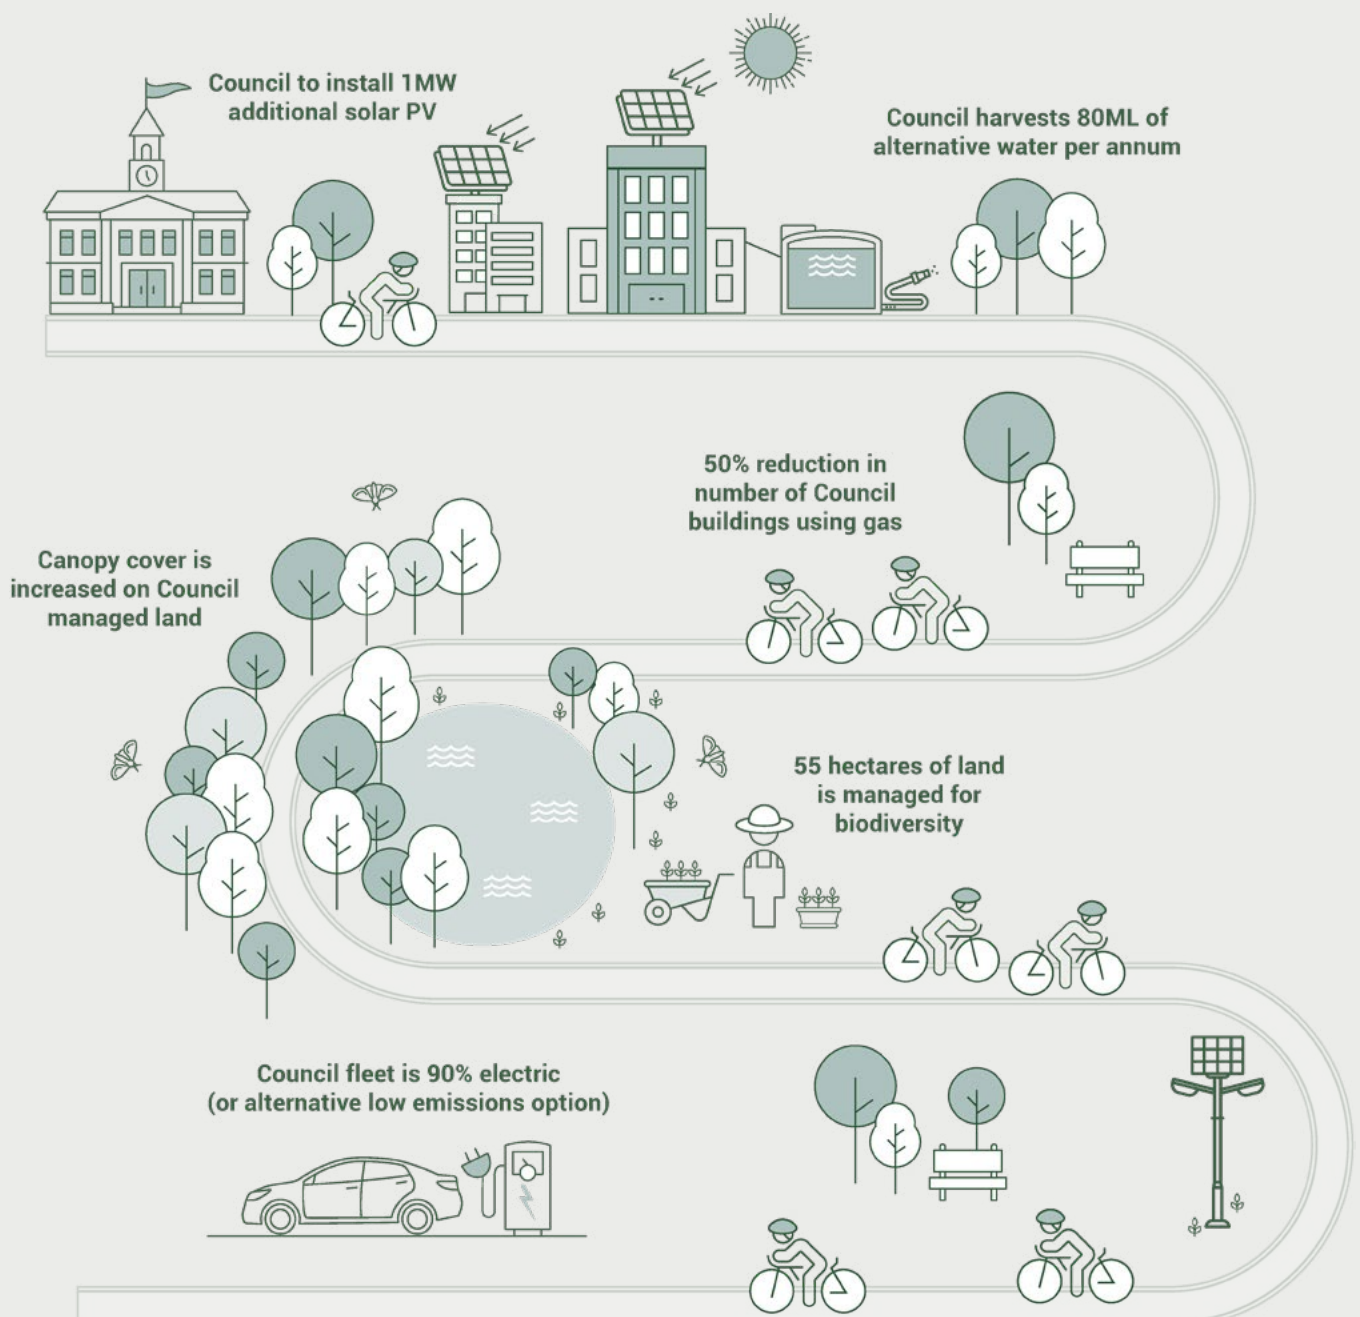 Council to install 1MW
additional solar PV
Council harvests 80ML of
alternative water per annum
50% reduction in
number of Council
buildings using gas
Canopy cover is
increased on Council
managed land
55 hectares of land
is managed for
biodiversity
Council fleet is 90% electric
(or alternative low emissions option)